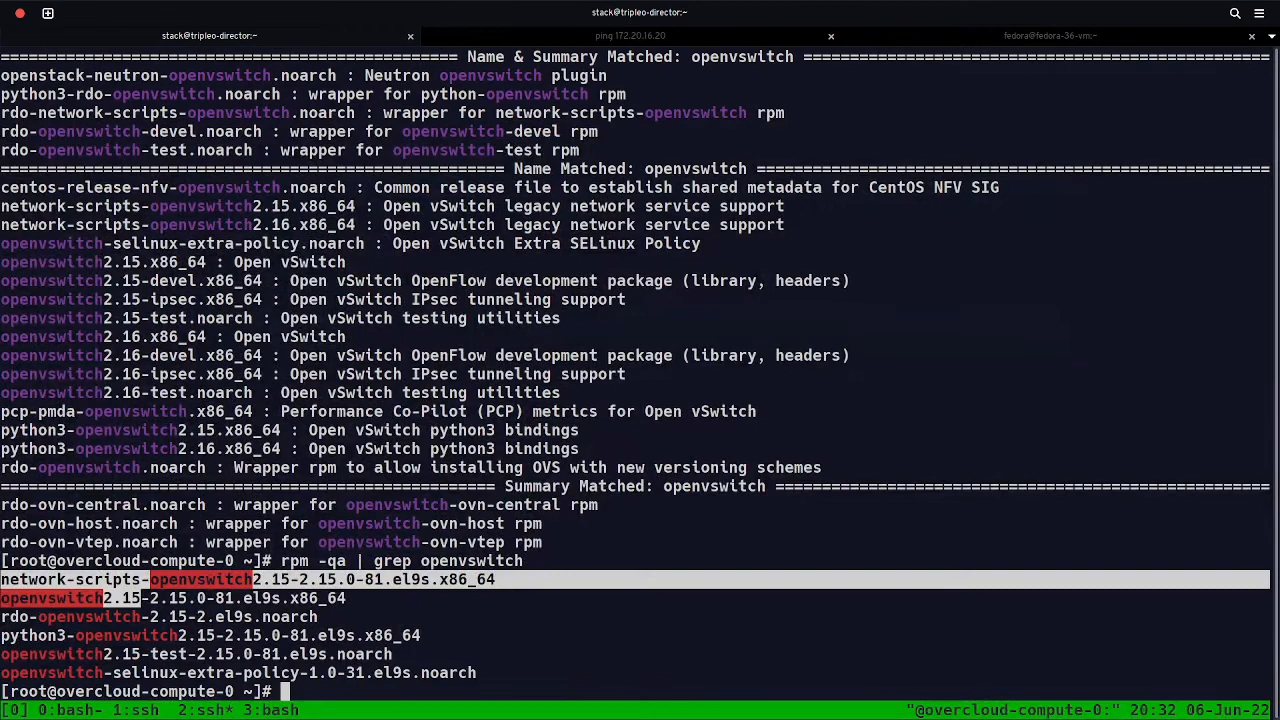 stack@tripleo-director:~
stack@tripleo-director:~ ping 172.20.16.20 fedora@fedora-36-vm:~
================================================= Name & Summary Matched: openvswitch ==================================================
openstack-neutron-openvswitch.noarch : Neutron openvswitch plugin
python3-rdo-openvswitch.noarch : wrapper for python-openvswitch rpm
rdo-network-scripts-openvswitch.noarch : wrapper for network-scripts-openvswitch rpm
rdo-openvswitch-devel.noarch : wrapper for openvswitch-devel rpm
rdo-openvswitch-test.noarch : wrapper for openvswitch-test rpm
====================================================== Name Matched: openvswitch =======================================================
centos-release-nfv-openvswitch.noarch : Common release file to establish shared metadata for CentOS NFV SIG
network-scripts-openvswitch2.15.x86_64 : Open vSwitch legacy network service support
network-scripts-openvswitch2.16.x86_64 : Open vSwitch legacy network service support
openvswitch-selinux-extra-policy.noarch : Open vSwitch Extra SELinux Policy
openvswitch2.15.x86_64 : Open vSwitch
openvswitch2.15-devel.x86_64 : Open vSwitch OpenFlow development package (library, headers)
openvswitch2.15-ipsec.x86_64 : Open vSwitch IPsec tunneling support
openvswitch2.15-test.noarch : Open vSwitch testing utilities
openvswitch2.16.x86_64 : Open vSwitch
openvswitch2.16-devel.x86_64 : Open vSwitch OpenFlow development package (library, headers)
openvswitch2.16-ipsec.x86_64 : Open vSwitch IPsec tunneling support
openvswitch2.16-test.noarch : Open vSwitch testing utilities
pcp-pmda-openvswitch.x86_64 : Performance Co-Pilot (PCP) metrics for Open vSwitch
python3-openvswitch2.15.x86_64 : Open vSwitch python3 bindings
python3-openvswitch2.16.x86_64 : Open vSwitch python3 bindings
rdo-openvswitch.noarch : Wrapper rpm to allow installing OVS with new versioning schemes
===================================================== Summary Matched: openvswitch =====================================================
rdo-ovn-central.noarch : wrapper for openvswitch-ovn-central rpm
rdo-ovn-host.noarch : wrapper for openvswitch-ovn-host rpm
rdo-ovn-vtep.noarch : wrapper for openvswitch-ovn-vtep rpm
[root@overcloud-compute-0 ~]# rpm -qa | grep openvswitch
network-scripts-openvswitch2.15-2.15.0-81.el9s.x86_64
openvswitch2.15-2.15.0-81.el9s.x86_64
rdo-openvswitch-2.15-2.el9s.noarch
python3-openvswitch2.15-2.15.0-81.el9s.x86_64
openvswitch2.15-test-2.15.0-81.el9s.noarch
openvswitch-selinux-extra-policy-1.0-31.el9s.noarch
[root@overcloud-compute-0 ~]#
[0] 0:bash- 1:ssh 2:ssh* 3:bash "@overcloud-compute-0:" 20:32 06-Jun-22